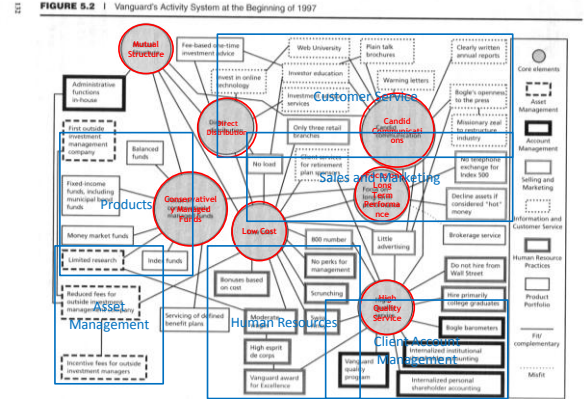 132
FIGURE 5.2 | Vanguard's Activity System at the Beginning of 1997
Mutual
Structure
Fee-based one-time
investment advice
Web University
Plain talk
brochures
Clearly written
annual reports
Core elements
Administrative
functions
in-house
Invest in online
technology
Investor education
Warning letters
Asset
Management
Customer Service
Bogle's openness
to the press
First outside
investment
management
company
Direct
Distribution
Only three retail
branches
Candid
Communicati
ons
Missionary zeal
to restructure
industry
Account
Management
Balanced
funds
No load
Client services
for retirement
plan sponsors
No telephone
exchange for
Index 500
Selling and
Marketing
Sales and Marketing
Fixed-income
funds, including
municipal bond
funds
Products
Conservativel
y Managed
Funds
Long
Term
Performa
nce
Decline assets if
considered "hot"
money
Information and
Customer Service
Money market funds
Low Cost
800 number
Little
advertising
Brokerage service
Human Resource
Practices
Limited research
Index funds
No perks for
management
Do not hire from
Wall Street
Product
Portfolio
Reduced fees for
outside investment
Asset
Management
Bonuses based
on cost
Scrunching
High
Quality
Service
Hire primarily
college graduates
Servicing of defined
benefit plans
Human Resources
Bogle barometers
Fit/
complementary
High esprit
de corps
Client Account
Management
Internalized institutional
accounting
Incentive fees for outside
investment managers
Vanguard award
for Excellence
Vanguard
quality
program
Internalized personal
shareholder accounting
Misfit